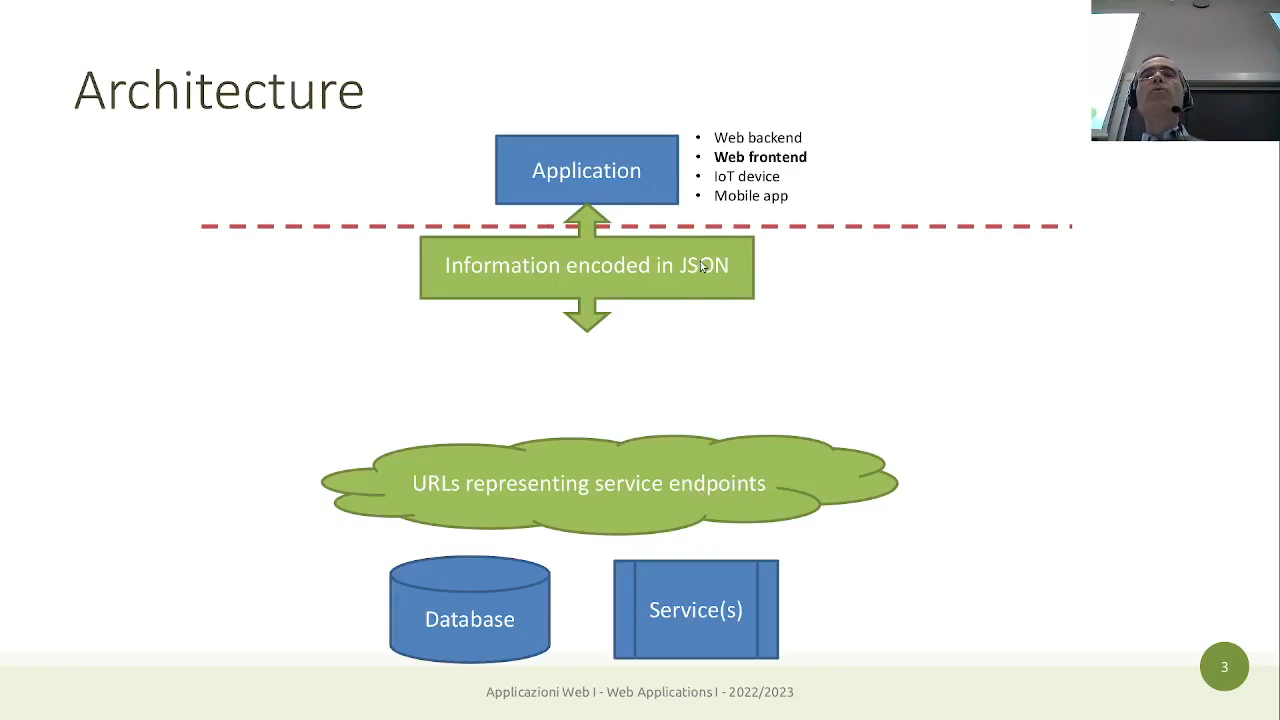 Architecture
Application
• Web backend
• Web frontend
• IoT device
• Mobile app
Information encoded in JSON
URLs representing service endpoints
Database
Service(s)
3
Applicazioni Web I - Web Applications I - 2022/2023